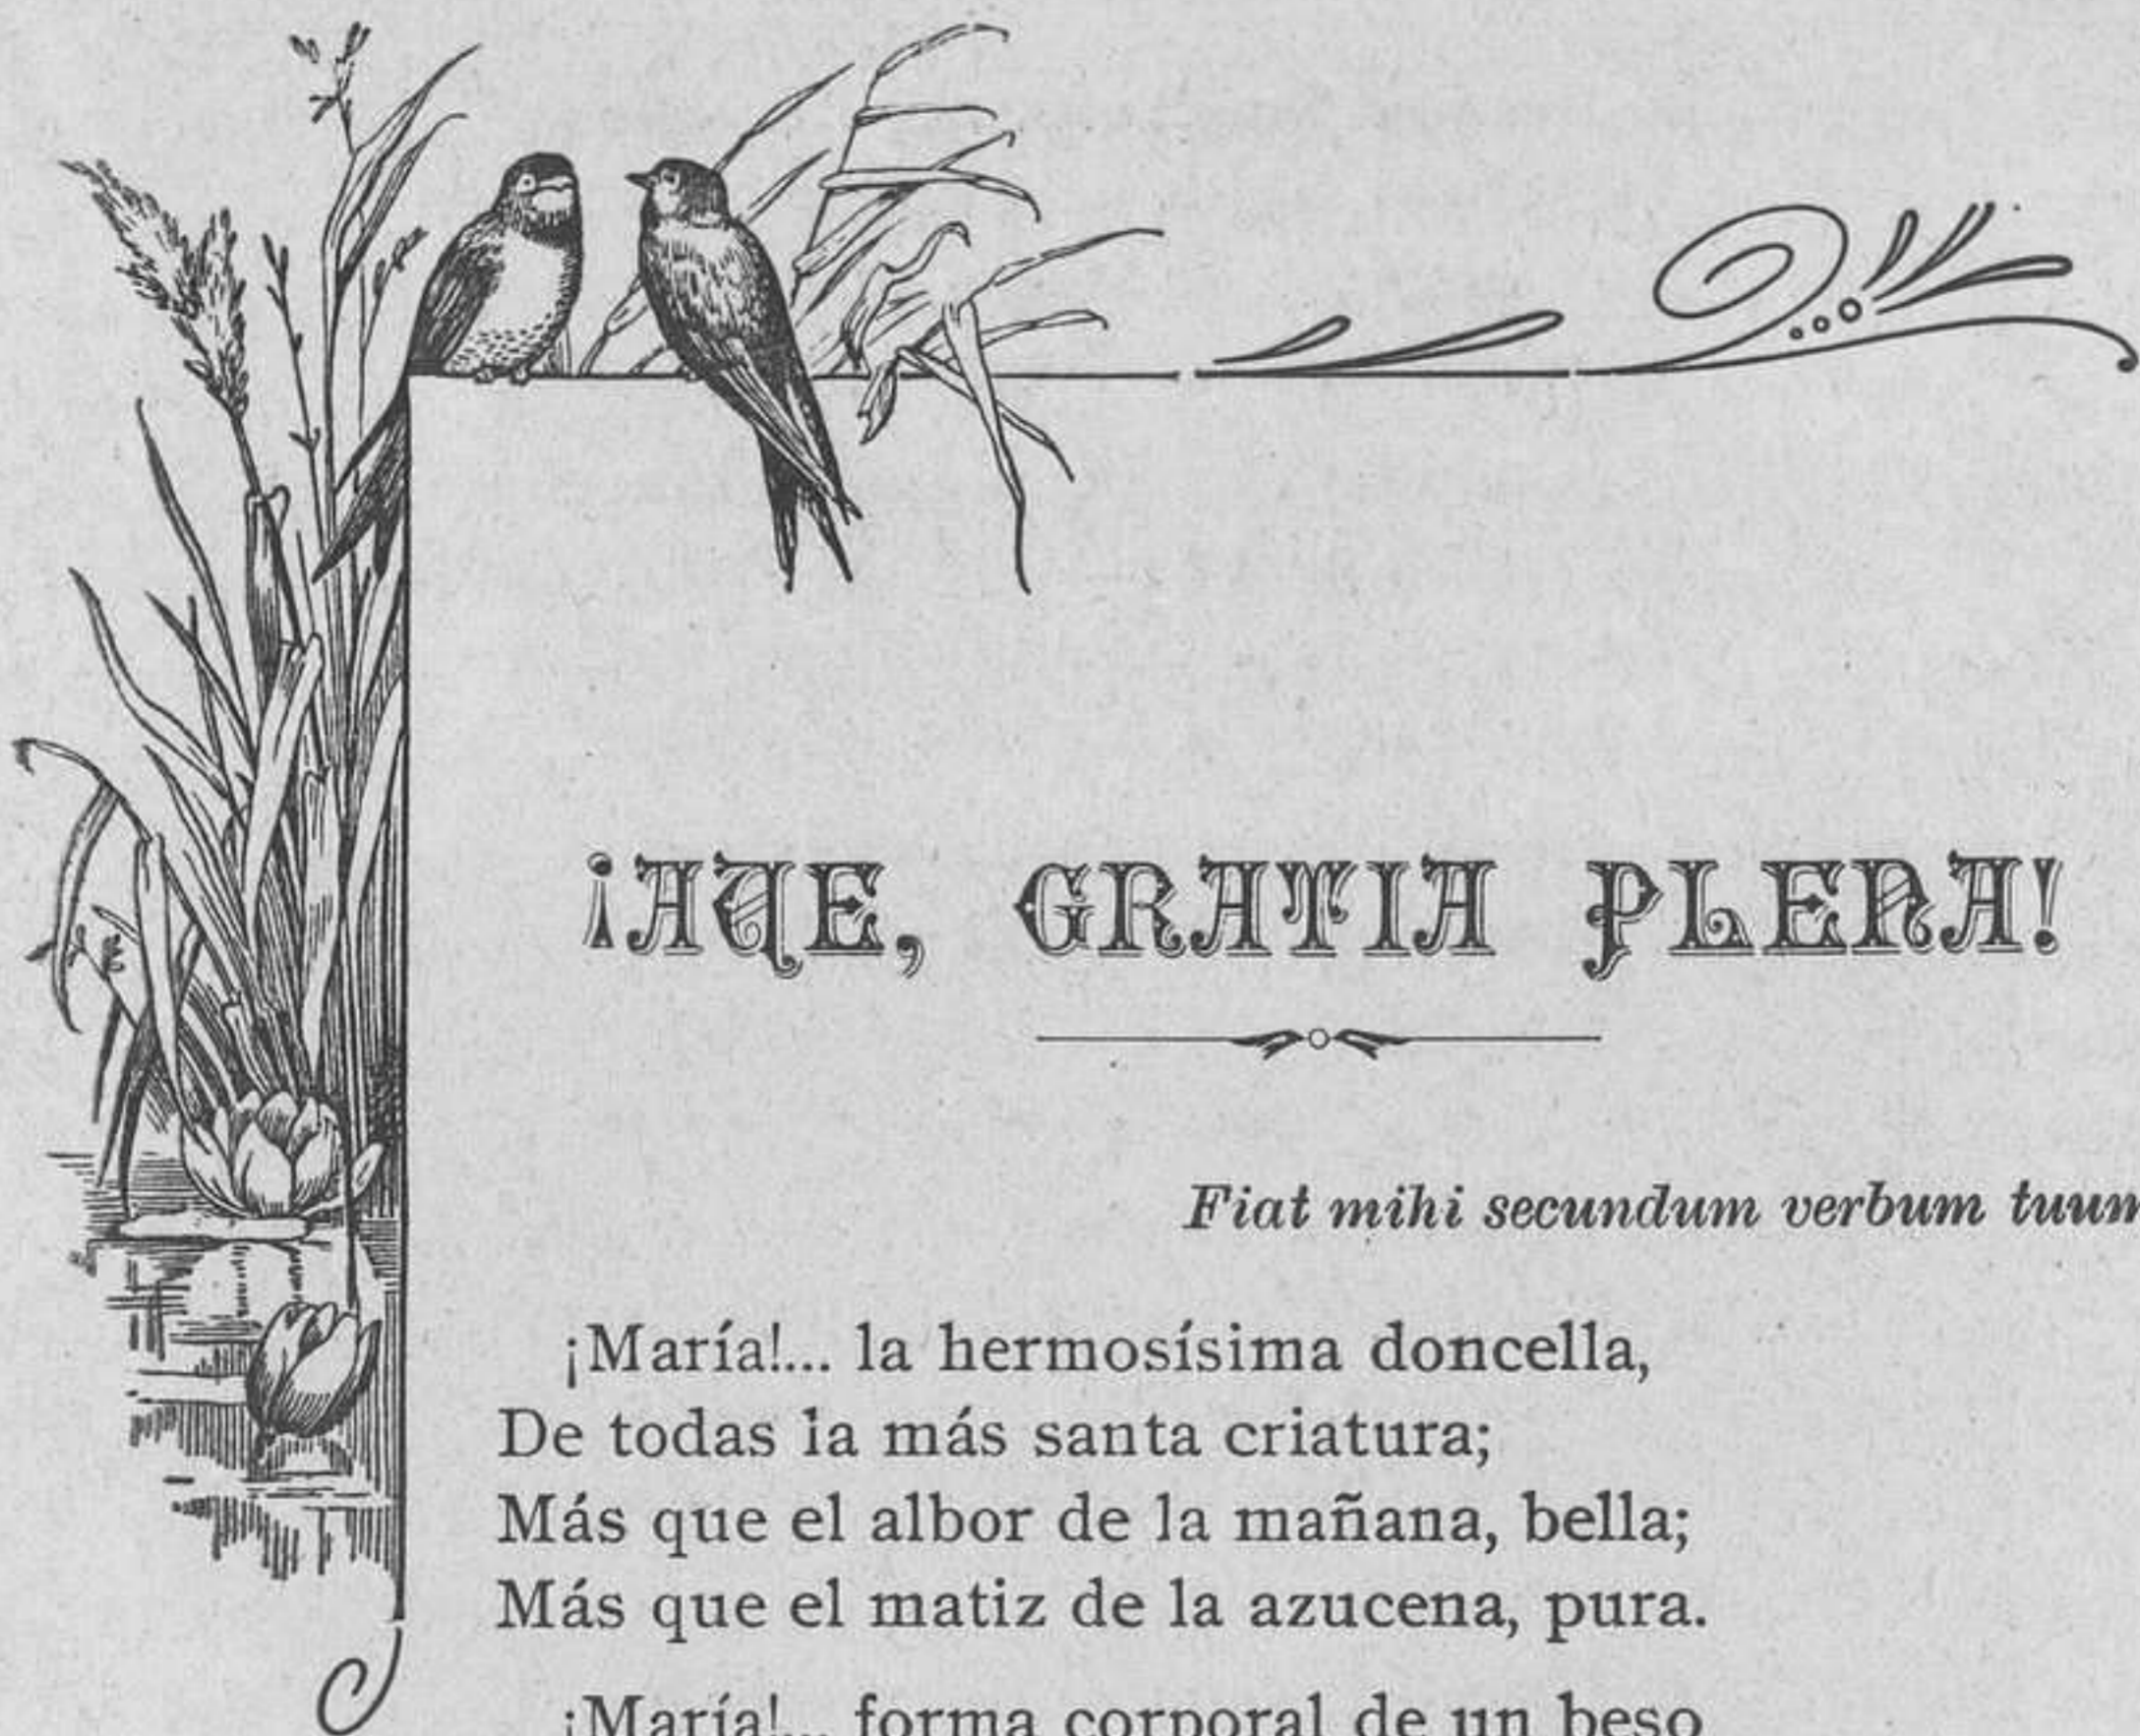 ¡AVE, GRATIA PLENA!
Fiat mihi secundum verbum tuum
¡María!... la hermosísima doncella,
De todas la más santa criatura;
Más que el albor de la mañana, bella;
Más que el matiz de la azucena, pura.
¡María!... forma corporal de un beso